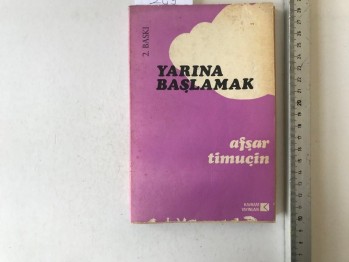 2. BASKI
YARINA
BAŞLAMAK
afşar
timuçin